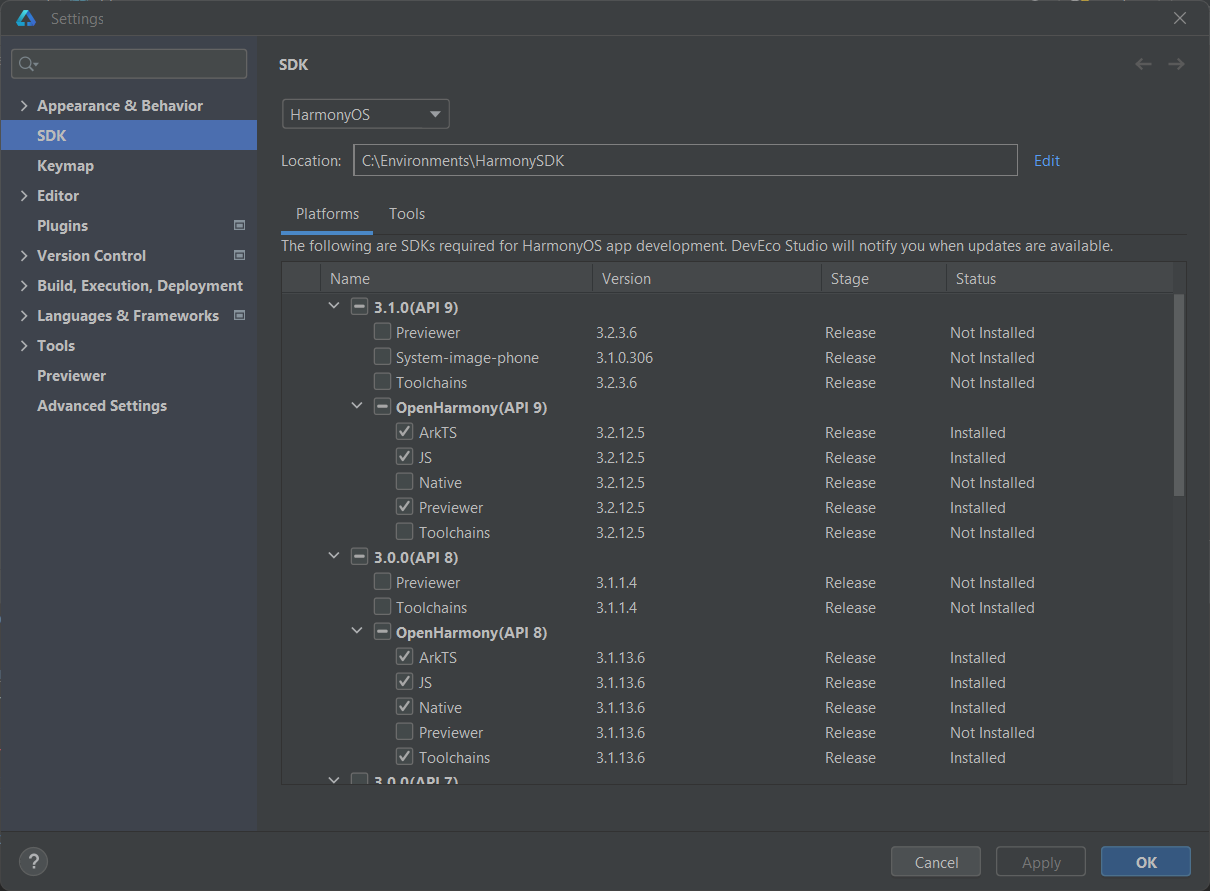 Settings
SDK
Appearance & Behavior
SDK
Keymap
Editor
Plugins
Version Control
Build, Execution, Deployment
Languages & Frameworks
Tools
Previewer
Advanced Settings
HarmonyOS
Location: C:\Environments\HarmonySDK Edit
Platforms Tools
The following are SDKs required for HarmonyOS app development. DevEco Studio will notify you when updates are available.
Name Version Stage Status
3.1.0(API 9)
Previewer 3.2.3.6 Release Not Installed
System-image-phone 3.1.0.306 Release Not Installed
Toolchains 3.2.3.6 Release Not Installed
OpenHarmony(API 9)
ArkTS 3.2.12.5 Release Installed
JS 3.2.12.5 Release Installed
Native 3.2.12.5 Release Not Installed
Previewer 3.2.12.5 Release Installed
Toolchains 3.2.12.5 Release Not Installed
3.0.0(API 8)
Previewer 3.1.1.4 Release Not Installed
Toolchains 3.1.1.4 Release Not Installed
OpenHarmony(API 8)
ArkTS 3.1.13.6 Release Installed
JS 3.1.13.6 Release Installed
Native 3.1.13.6 Release Installed
Previewer 3.1.13.6 Release Not Installed
Toolchains 3.1.13.6 Release Installed
3.0.0(API 7)
? Cancel Apply OK